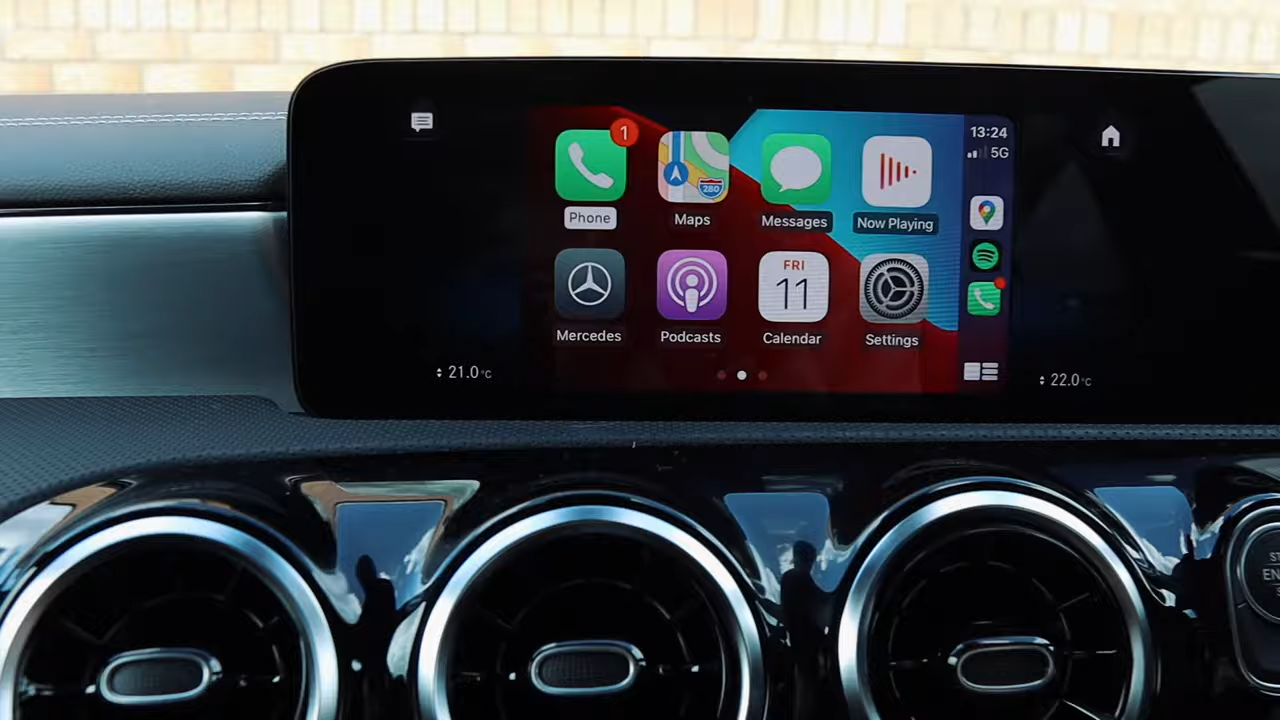 1
280
13:24
5G
Phone
Maps
Messages
Now Playing
FRI
11
Mercedes
Podcasts
Calendar
Settings
21.0°C
22.0°C